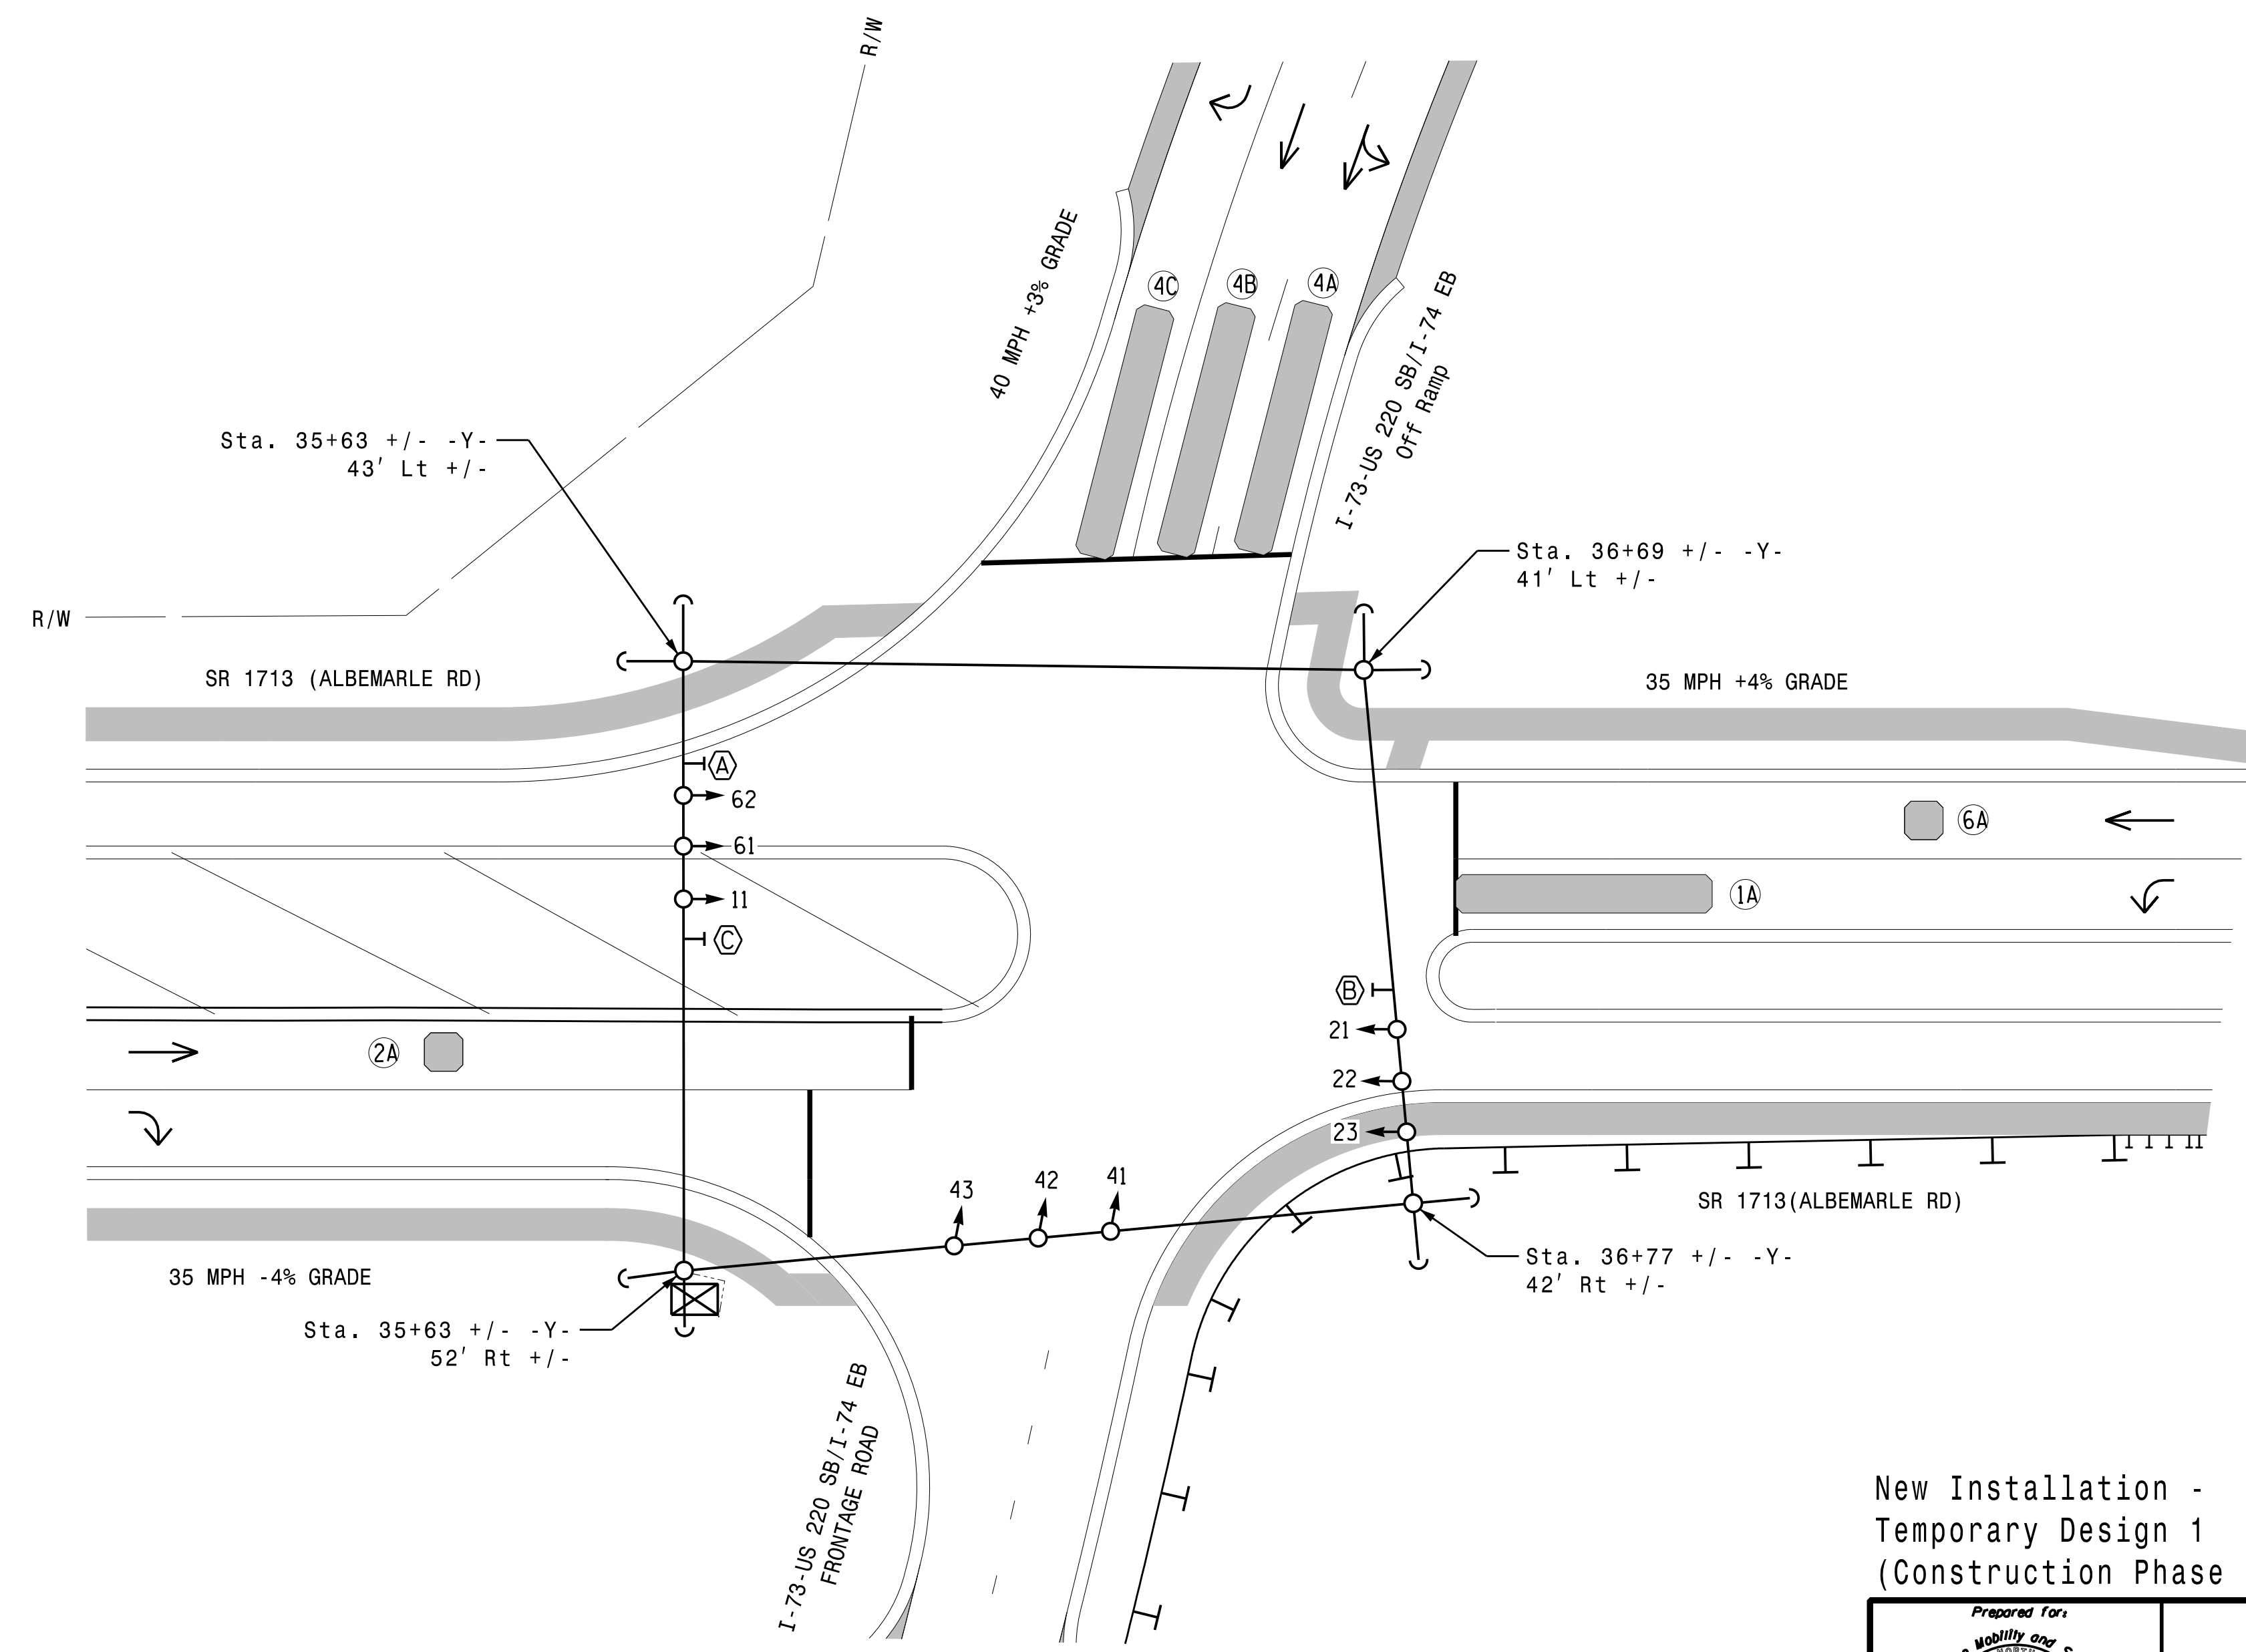 R/W
40 MPH +3% GRADE
4C
4B
4A
I-73-US 220 SB/I-74 EB
Off Ramp
Sta. 35+63 +/- -Y-
43' Lt +/-
Sta. 36+69 +/- -Y-
41' Lt +/-
R/W
SR 1713 (ALBEMARLE RD)
35 MPH +4% GRADE
A
62
61
11
C
6A
1A
B
21
22
23
2A
43
42
41
SR 1713(ALBEMARLE RD)
35 MPH -4% GRADE
Sta. 36+77 +/- -Y-
42' Rt +/-
Sta. 35+63 +/- -Y-
52' Rt +/-
I-73-US 220 SB/I-74 EB
FRONTAGE ROAD
New Installation -
Temporary Design 1
(Construction Phase
Prepared for:
Mobility and